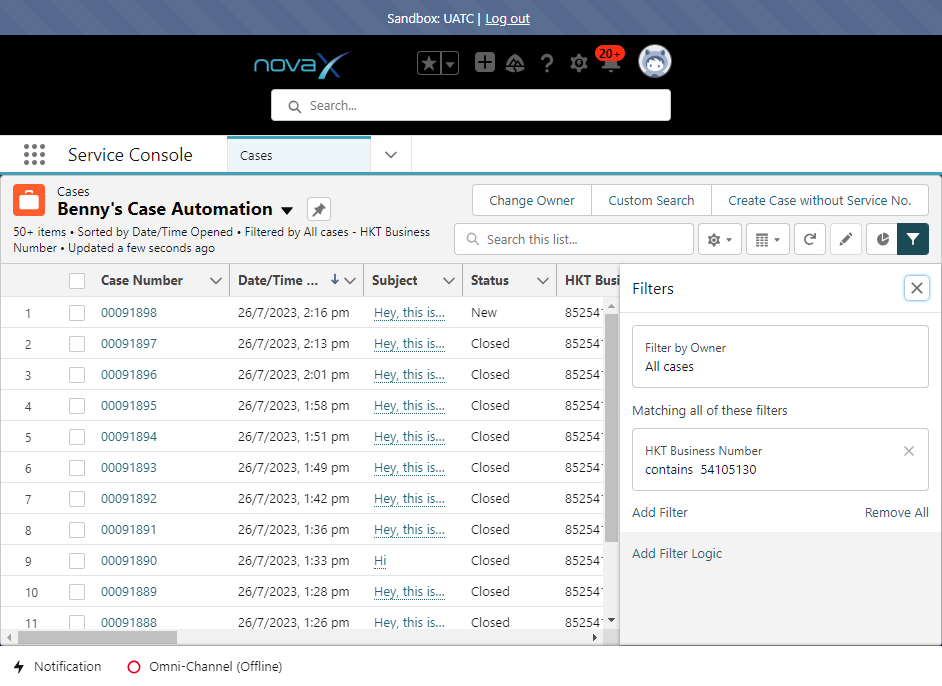 Sandbox: UATC | Log out
novaX
20+
Search...
Service Console
Cases
Cases
Benny's Case Automation
50+ items • Sorted by Date/Time Opened • Filtered by All cases - HKT Business
Number • Updated a few seconds ago
Change Owner
Custom Search
Create Case without Service No.
Search this list...
Case Number Date/Time ... Subject Status HKT Busi
1 00091898 26/7/2023, 2:16 pm Hey, this is... New 85254
2 00091897 26/7/2023, 2:13 pm Hey, this is... Closed 85254
3 00091896 26/7/2023, 2:01 pm Hey, this is... Closed 85254
4 00091895 26/7/2023, 1:58 pm Hey, this is... Closed 85254
5 00091894 26/7/2023, 1:51 pm Hey, this is... Closed 85254
6 00091893 26/7/2023, 1:49 pm Hey, this is... Closed 85254
7 00091892 26/7/2023, 1:42 pm Hey, this is... Closed 85254
8 00091891 26/7/2023, 1:36 pm Hey, this is... Closed 85254
9 00091890 26/7/2023, 1:33 pm Hi Closed 85254
10 00091889 26/7/2023, 1:28 pm Hey, this is... Closed 85254
11 00091888 26/7/2023, 1:26 pm Hey, this is... Closed 85254
Filters
Filter by Owner
All cases
Matching all of these filters
HKT Business Number
contains 54105130
Add Filter
Remove All
Add Filter Logic
Notification
Omni-Channel (Offline)